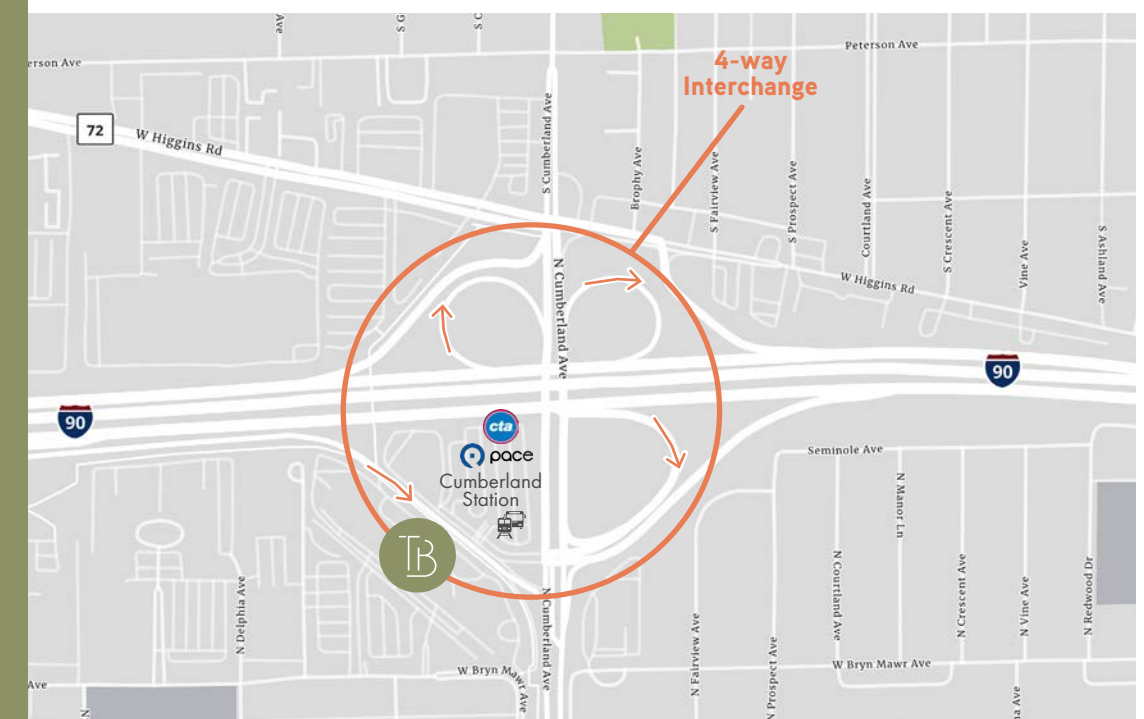 Ave
G S
C S
erson Ave
Peterson Ave
4-way
Interchange
72
W Higgins Rd
S Cumberland Ave
Brophy Ave
S Fairview Ave
S Prospect Ave
Courtland Ave
S Crescent Ave
Vine Ave
S Ashland Ave
N Cumberland Ave
W Higgins Rd
90
90
cta
pace
Cumberland
Station
TB
Seminole Ave
N Manor Ln
N Delphia Ave
N Cumberland Ave
N Courtland Ave
N Crescent Ave
N Vine Ave
N Redwood Dr
N Fairview Ave
N Prospect Ave
W Bryn Mawr Ave
W Bryn Mawr Ave
Ave
N
a Ave